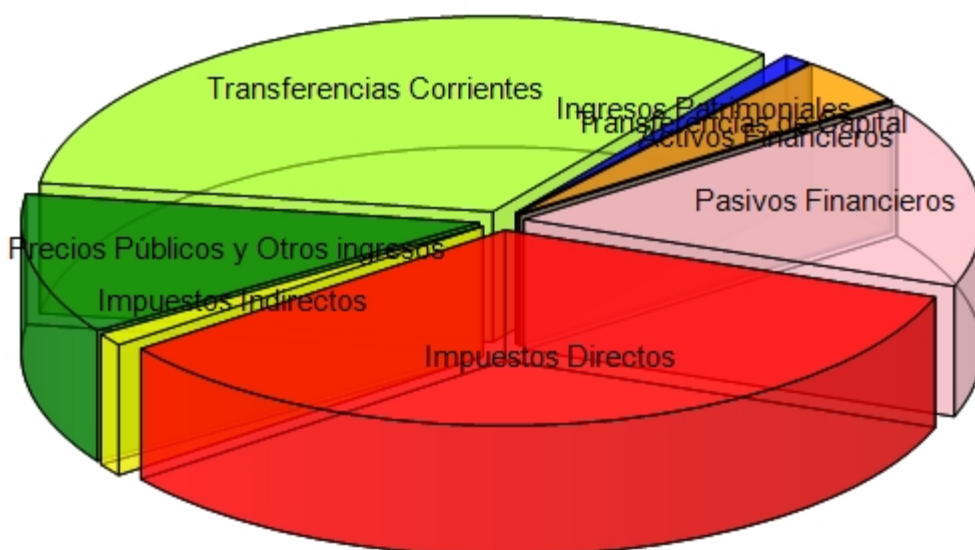 Transferencias Corrientes
Ingresos Patrimoniales
Transferencias de Capital
Activos Financieros
Pasivos Financieros
Precios Públicos y Otros ingresos
Impuestos Indirectos
Impuestos Directos